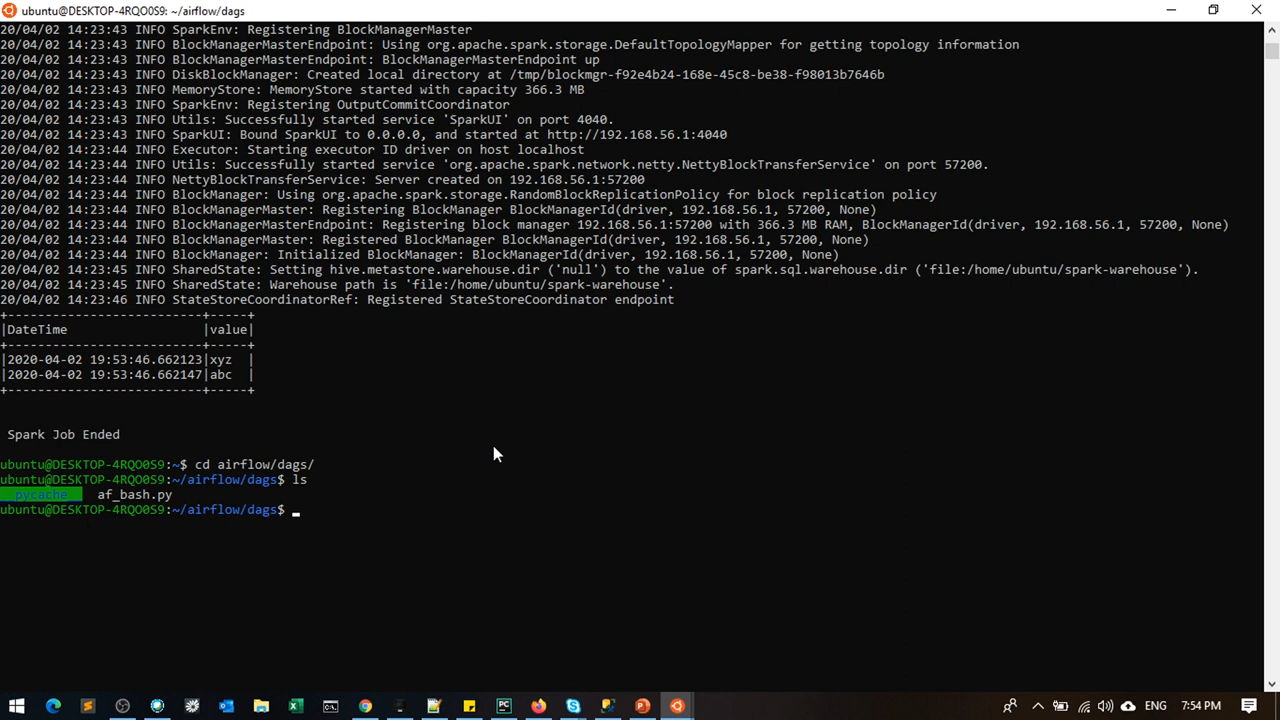 ubuntu@DESKTOP-4RQO0S9: ~/airflow/dags
20/04/02 14:23:43 INFO SparkEnv: Registering BlockManagerMaster
20/04/02 14:23:43 INFO BlockManagerMasterEndpoint: Using org.apache.spark.storage.DefaultTopologyMapper for getting topology information
20/04/02 14:23:43 INFO BlockManagerMasterEndpoint: BlockManagerMasterEndpoint up
20/04/02 14:23:43 INFO DiskBlockManager: Created local directory at /tmp/blockmgr-f92e4b24-168e-45c8-be38-f98013b7646b
20/04/02 14:23:43 INFO MemoryStore: MemoryStore started with capacity 366.3 MB
20/04/02 14:23:43 INFO SparkEnv: Registering OutputCommitCoordinator
20/04/02 14:23:43 INFO Utils: Successfully started service 'SparkUI' on port 4040.
20/04/02 14:23:43 INFO SparkUI: Bound SparkUI to 0.0.0.0, and started at http://192.168.56.1:4040
20/04/02 14:23:44 INFO Executor: Starting executor ID driver on host localhost
20/04/02 14:23:44 INFO Utils: Successfully started service 'org.apache.spark.network.netty.NettyBlockTransferService' on port 57200.
20/04/02 14:23:44 INFO NettyBlockTransferService: Server created on 192.168.56.1:57200
20/04/02 14:23:44 INFO BlockManager: Using org.apache.spark.storage.RandomBlockReplicationPolicy for block replication policy
20/04/02 14:23:44 INFO BlockManagerMaster: Registering BlockManager BlockManagerId(driver, 192.168.56.1, 57200, None)
20/04/02 14:23:44 INFO BlockManagerMasterEndpoint: Registering block manager 192.168.56.1:57200 with 366.3 MB RAM, BlockManagerId(driver, 192.168.56.1, 57200, None)
20/04/02 14:23:44 INFO BlockManagerMaster: Registered BlockManager BlockManagerId(driver, 192.168.56.1, 57200, None)
20/04/02 14:23:44 INFO BlockManager: Initialized BlockManager: BlockManagerId(driver, 192.168.56.1, 57200, None)
20/04/02 14:23:45 INFO SharedState: Setting hive.metastore.warehouse.dir ('null') to the value of spark.sql.warehouse.dir ('file:/home/ubuntu/spark-warehouse').
20/04/02 14:23:45 INFO SharedState: Warehouse path is 'file:/home/ubuntu/spark-warehouse'.
20/04/02 14:23:46 INFO StateStoreCoordinatorRef: Registered StateStoreCoordinator endpoint
+--------------------------+-----+
|DateTime                  |value|
+--------------------------+-----+
|2020-04-02 19:53:46.662123|xyz  |
|2020-04-02 19:53:46.662147|abc  |
+--------------------------+-----+
Spark Job Ended
ubuntu@DESKTOP-4RQO0S9:~$ cd airflow/dags/
ubuntu@DESKTOP-4RQO0S9:~/airflow/dags$ ls
__pycache__  af_bash.py
ubuntu@DESKTOP-4RQO0S9:~/airflow/dags$ _
ENG 7:54 PM